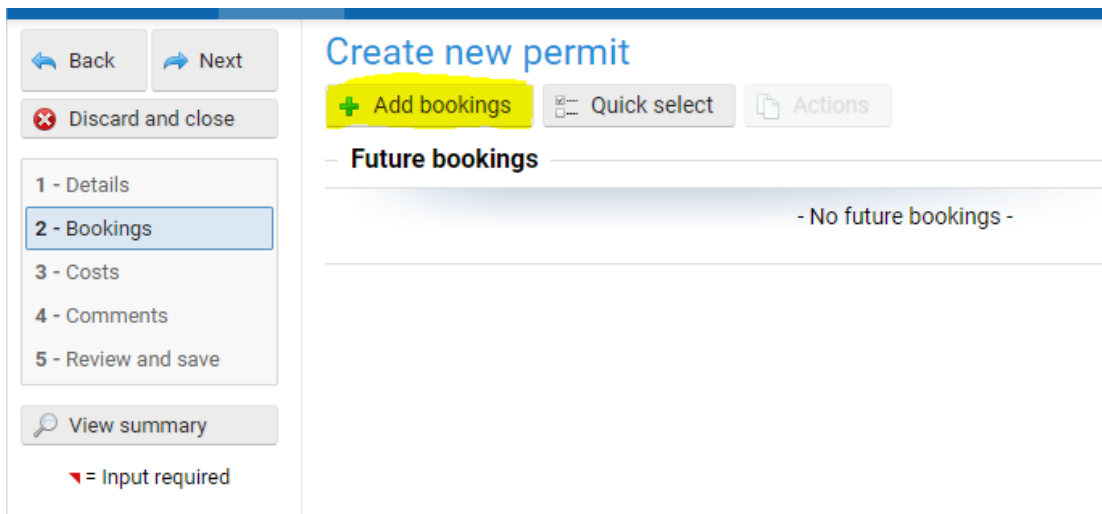 Back
Next
Discard and close
1 - Details
2 - Bookings
3 - Costs
4 - Comments
5 - Review and save
View summary
= Input required
Create new permit
Add bookings
Quick select
Actions
Future bookings
- No future bookings -